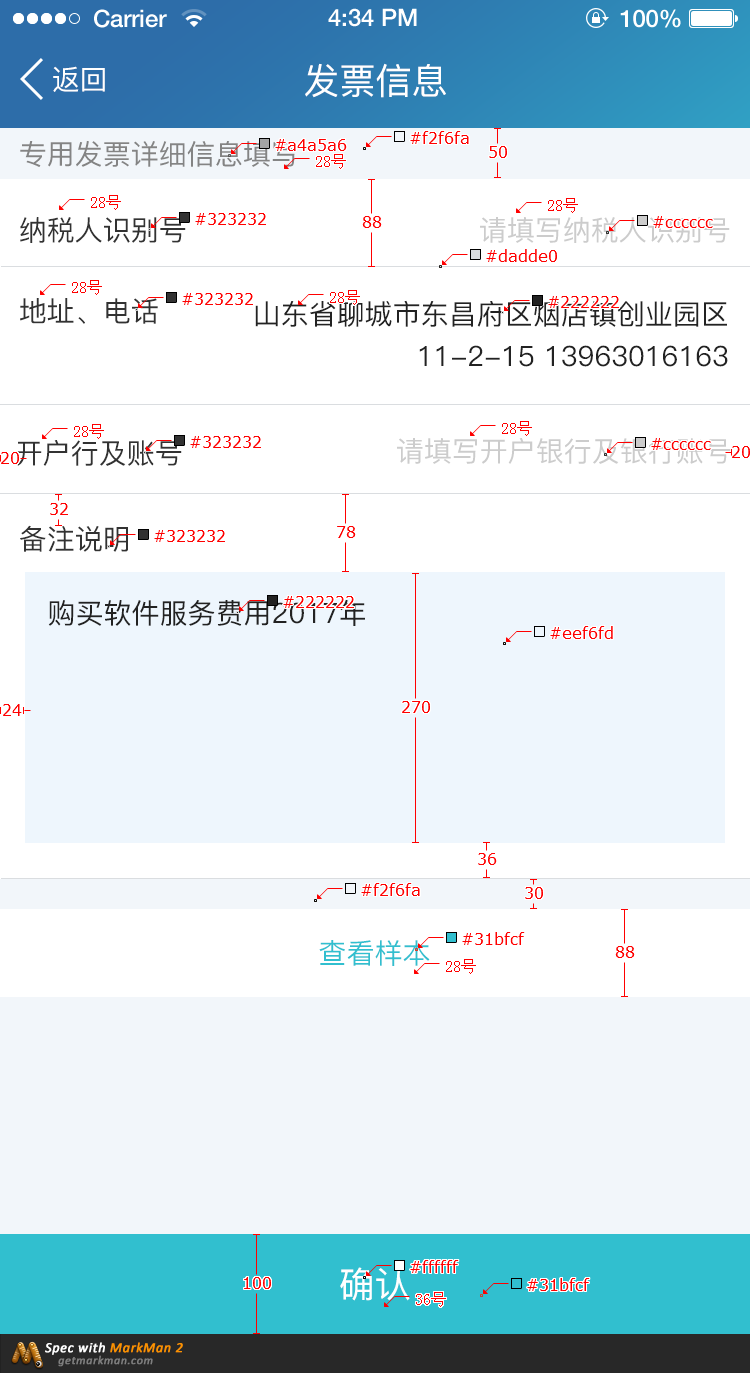 Carrier 4:34 PM 100%
返回 发票信息
专用发票详细信息填写 #a4a5a6 28号 #f2f6fa 50
28号 #323232 88 28号 #cccccc
纳税人识别号 请填写纳税人识别号
#dadde0
28号 #323232 28号 #222222
地址、电话 山东省聊城市东昌府区烟店镇创业园区
11-2-15 13963016163
28号 #323232 28号 #cccccc
20 开户行及账号 请填写开户银行及银行账号 20
32 78
备注说明 #323232
#222222
购买软件服务费用2017年
#eef6fd
24 270
36
#f2f6fa 30
#31bfcf
查看样本 88
28号
#ffffff
100 确认 #31bfcf
36号
Spec with MarkMan 2
getmarkman.com